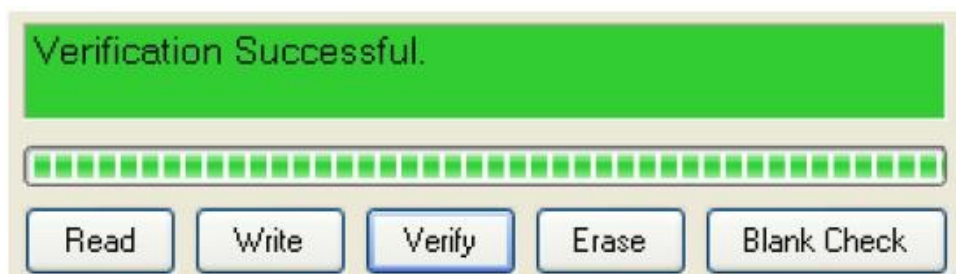 Verification Successful.
Read Write Verify Erase Blank Check